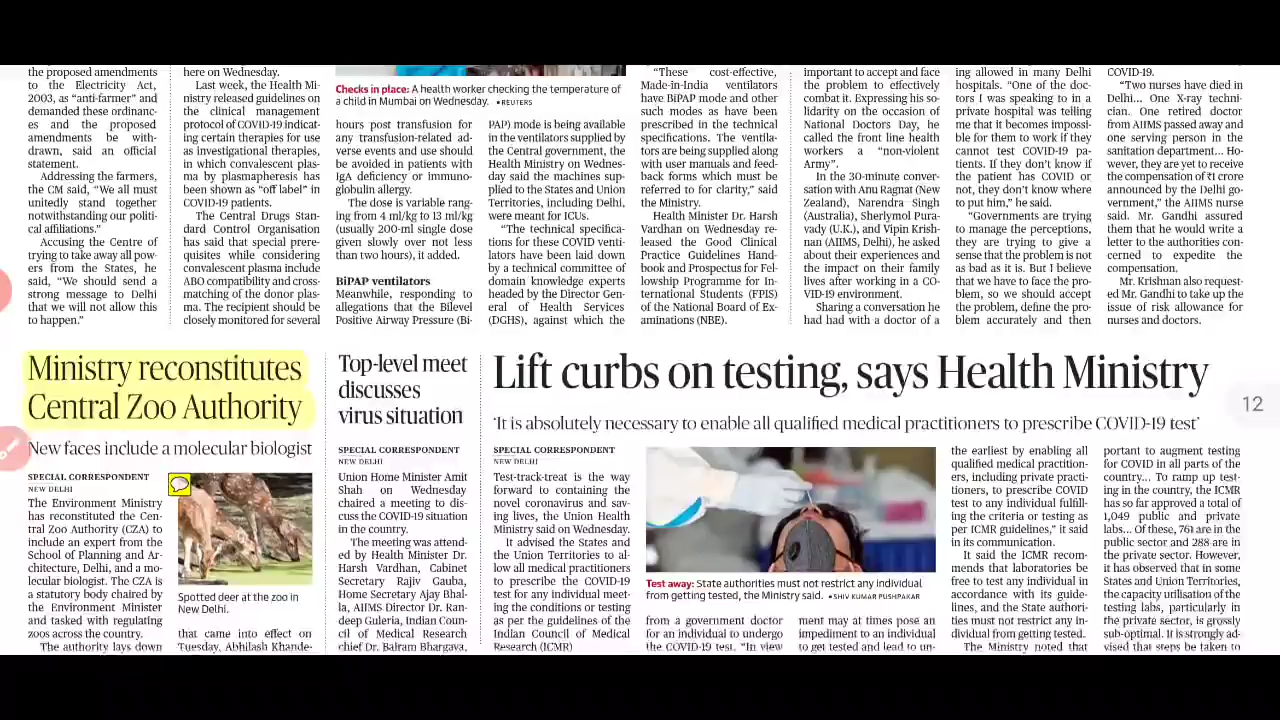 the proposed amendments
to the Electricity Act,
2003, as “anti-farmer” and
demanded these ordinanc-
es and the proposed
amendments be with-
drawn, said an official
statement.
Addressing the farmers,
the CM said, “We all must
unitedly stand together
notwithstanding our politi-
cal affiliations.”
Accusing the Centre of
trying to take away all pow-
ers from the States, he
said, “We should send a
strong message to Delhi
that we will not allow this
to happen.”
here on Wednesday.
Last week, the Health Mi-
nistry released guidelines on
the clinical management
protocol of COVID-19 indicat-
ing certain therapies for use
as investigational therapies,
in which convalescent plas-
ma by plasmapheresis has
been shown as “off label” in
COVID-19 patients.
The Central Drugs Stan-
dard Control Organisation
has said that special prere-
quisites while considering
convalescent plasma include
ABO compatibility and cross-
matching of the donor plas-
ma. The recipient should be
closely monitored for several
Checks in place: A health worker checking the temperature of
a child in Mumbai on Wednesday. ■ REUTERS
hours post transfusion for
any transfusion-related ad-
verse events and use should
be avoided in patients with
IgA deficiency or immuno-
globulin allergy.
The dose is variable rang-
ing from 4 ml/kg to 13 ml/kg
(usually 200-ml single dose
given slowly over not less
than two hours), it added.
BiPAP ventilators
Meanwhile, responding to
allegations that the Bilevel
Positive Airway Pressure (Bi-
PAP) mode is being available
in the ventilators supplied by
the Central government, the
Health Ministry on Wednes-
day said the machines sup-
plied to the States and Union
Territories, including Delhi,
were meant for ICUs.
“The technical specifica-
tions for these COVID venti-
lators have been laid down
by a technical committee of
domain knowledge experts
headed by the Director Gen-
eral of Health Services
(DGHS), against which the
“These cost-effective,
Made-in-India ventilators
have BiPAP mode and other
such modes as have been
prescribed in the technical
specifications. The ventila-
tors are being supplied along
with user manuals and feed-
back forms which must be
referred to for clarity,” said
the Ministry.
Health Minister Dr. Harsh
Vardhan on Wednesday re-
leased the Good Clinical
Practice Guidelines Hand-
book and Prospectus for Fel-
lowship Programme for In-
ternational Students (FPIS)
of the National Board of Ex-
aminations (NBE).
important to accept and face
the problem to effectively
combat it. Expressing his so-
lidarity on the occasion of
National Doctors Day, he
called the front line health
workers a “non-violent
Army”.
In the 30-minute conver-
sation with Anu Ragnat (New
Zealand), Narendra Singh
(Australia), Sherlymol Pura-
vady (U.K.), and Vipin Krish-
nan (AIIMS, Delhi), he asked
about their experiences and
the impact on their family
lives after working in a CO-
VID-19 environment.
Sharing a conversation he
had had with a doctor of a
ing allowed in many Delhi
hospitals. “One of the doc-
tors I was speaking to in a
private hospital was telling
me that it becomes impossi-
ble for them to work if they
cannot test COVID-19 pa-
tients. If they don’t know if
the patient has COVID or
not, they don’t know where
to put him,” he said.
“Governments are trying
to manage the perceptions,
they are trying to give a
sense that the problem is not
as bad as it is. But I believe
that we have to face the
problem, so we should accept
the problem, define the pro-
blem accurately and then
COVID-19.
“Two nurses have died in
Delhi... One X-ray techni-
cian. One retired doctor
from AIIMS passed away and
one serving person in the
sanitation department... Ho-
wever, they are yet to receive
the compensation of ₹1 crore
announced by the Delhi go-
vernment,” the AIIMS nurse
said. Mr. Gandhi assured
them that he would write a
letter to the authorities con-
cerned to expedite the
compensation.
Mr. Krishnan also request-
ed Mr. Gandhi to take up the
issue of risk allowance for
nurses and doctors.
Ministry reconstitutes
Central Zoo Authority
New faces include a molecular biologist
SPECIAL CORRESPONDENT
NEW DELHI
The Environment Ministry
has reconstituted the Cen-
tral Zoo Authority (CZA) to
include an expert from the
School of Planning and Ar-
chitecture, Delhi, and a mo-
lecular biologist. The CZA is
a statutory body chaired by
the Environment Minister
and tasked with regulating
zoos across the country.
The authority lays down
Spotted deer at the zoo in
New Delhi.
that came into effect on
Tuesday, Abhilash Khande-
Top-level meet
discusses
virus situation
SPECIAL CORRESPONDENT
NEW DELHI
Union Home Minister Amit
Shah on Wednesday
chaired a meeting to dis-
cuss the COVID-19 situation
in the country.
The meeting was attend-
ed by Health Minister Dr.
Harsh Vardhan, Cabinet
Secretary Rajiv Gauba,
Home Secretary Ajay Bhal-
la, AIIMS Director Dr. Ran-
deep Guleria, Indian Coun-
cil of Medical Research
chief Dr. Balram Bhargava,
Lift curbs on testing, says Health Ministry
‘It is absolutely necessary to enable all qualified medical practitioners to prescribe COVID-19 test’
SPECIAL CORRESPONDENT
NEW DELHI
Test-track-treat is the way
forward to containing the
novel coronavirus and sav-
ing lives, the Union Health
Ministry said on Wednesday.
It advised the States and
the Union Territories to al-
low all medical practitioners
to prescribe the COVID-19
test for any individual meet-
ing the conditions or testing
as per the guidelines of the
Indian Council of Medical
Research (ICMR)
Test away: State authorities must not restrict any individual
from getting tested, the Ministry said. ■ SHIV KUMAR PUSHPAKAR
from a government doctor
for an individual to undergo
the COVID-19 test. “In view
ment may at times pose an
impediment to an individual
to get tested and lead to un-
the earliest by enabling all
qualified medical practition-
ers, including private practi-
tioners, to prescribe COVID
test to any individual fulfill-
ing the criteria or testing as
per ICMR guidelines,” it said
in its communication.
It said the ICMR recom-
mends that laboratories be
free to test any individual in
accordance with its guide-
lines, and the State authori-
ties must not restrict any in-
dividual from getting tested.
The Ministry noted that
portant to augment testing
for COVID in all parts of the
country... To ramp up test-
ing in the country, the ICMR
has so far approved a total of
1,049 public and private
labs... Of these, 761 are in the
public sector and 288 are in
the private sector. However,
it has observed that in some
States and Union Territories,
the capacity utilisation of the
testing labs, particularly in
the private sector, is grossly
sub-optimal. It is strongly ad-
vised that steps be taken to
12